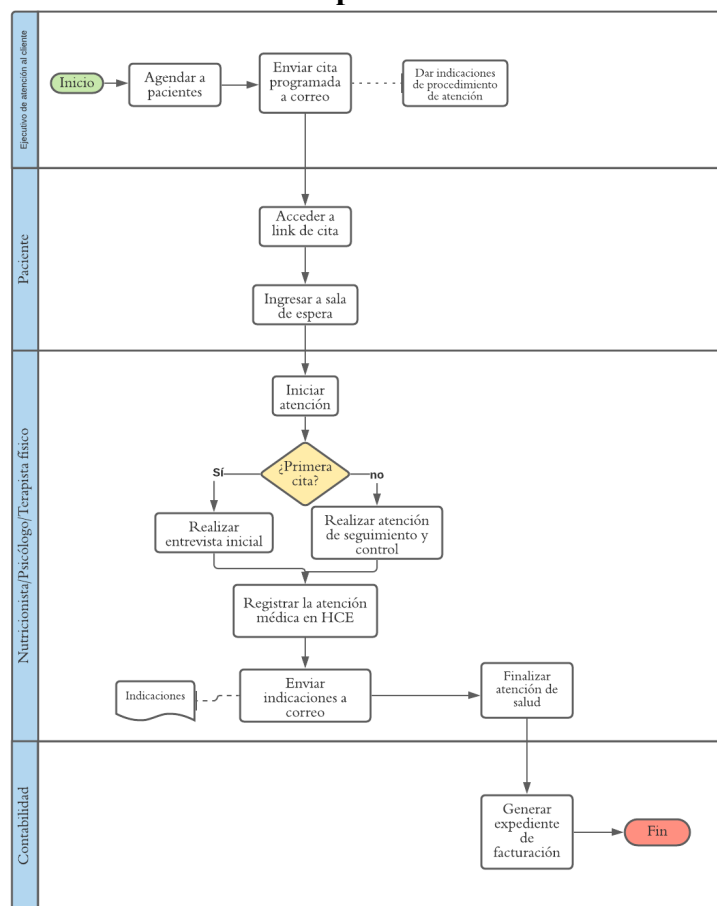 Ejecutivo de atención al cliente
Inicio
Agendar a
pacientes
Enviar cita
programada
a correo
Dar indicaciones
de procedimiento
de atención
Paciente
Acceder a
link de cita
Ingresar a sala
de espera
Nutricionista/Psicólogo/Terapista físico
Iniciar
atención
¿Primera
cita?
Sí
no
Realizar
entrevista inicial
Realizar atención
de seguimiento y
control
Registrar la atención
médica en HCE
Indicaciones
Enviar
indicaciones a
correo
Finalizar
atención de
salud
Contabilidad
Generar
expediente
de
facturación
Fin